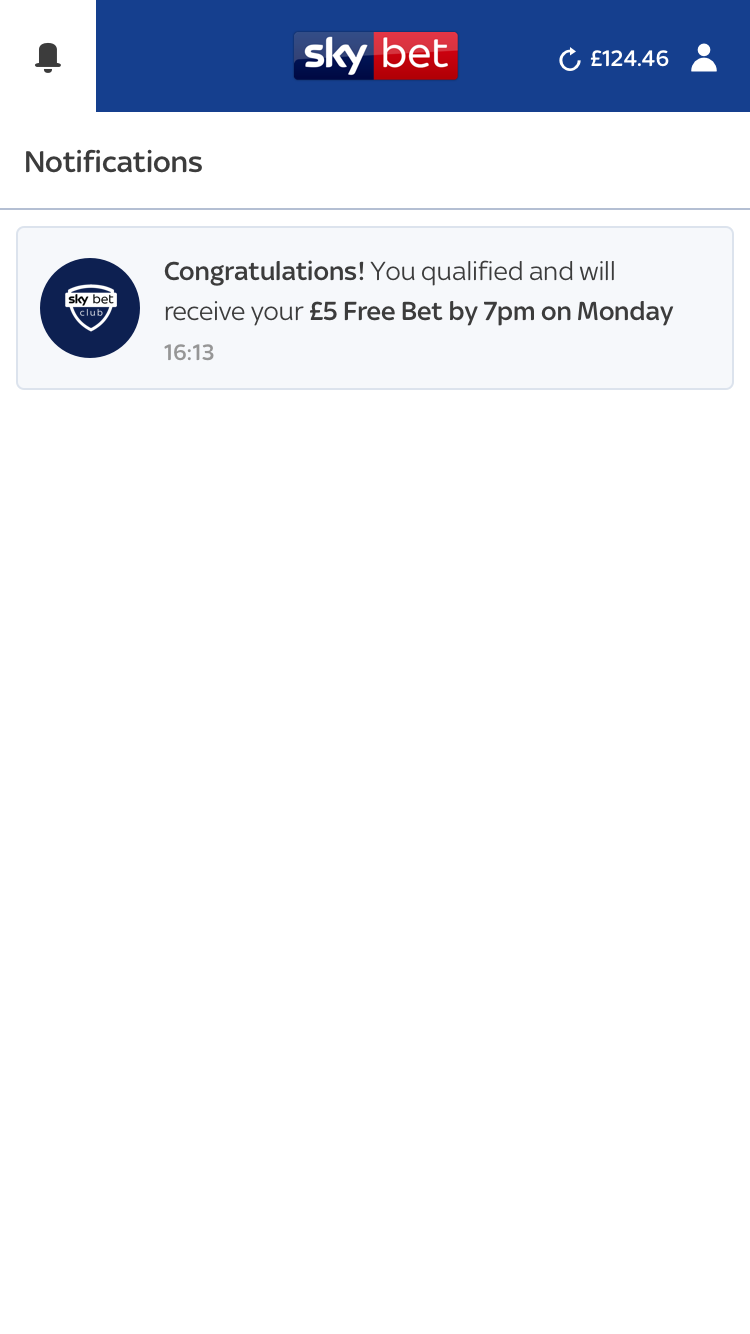 sky bet
£124.46
Notifications
sky bet
club
Congratulations! You qualified and will
receive your £5 Free Bet by 7pm on Monday
16:13